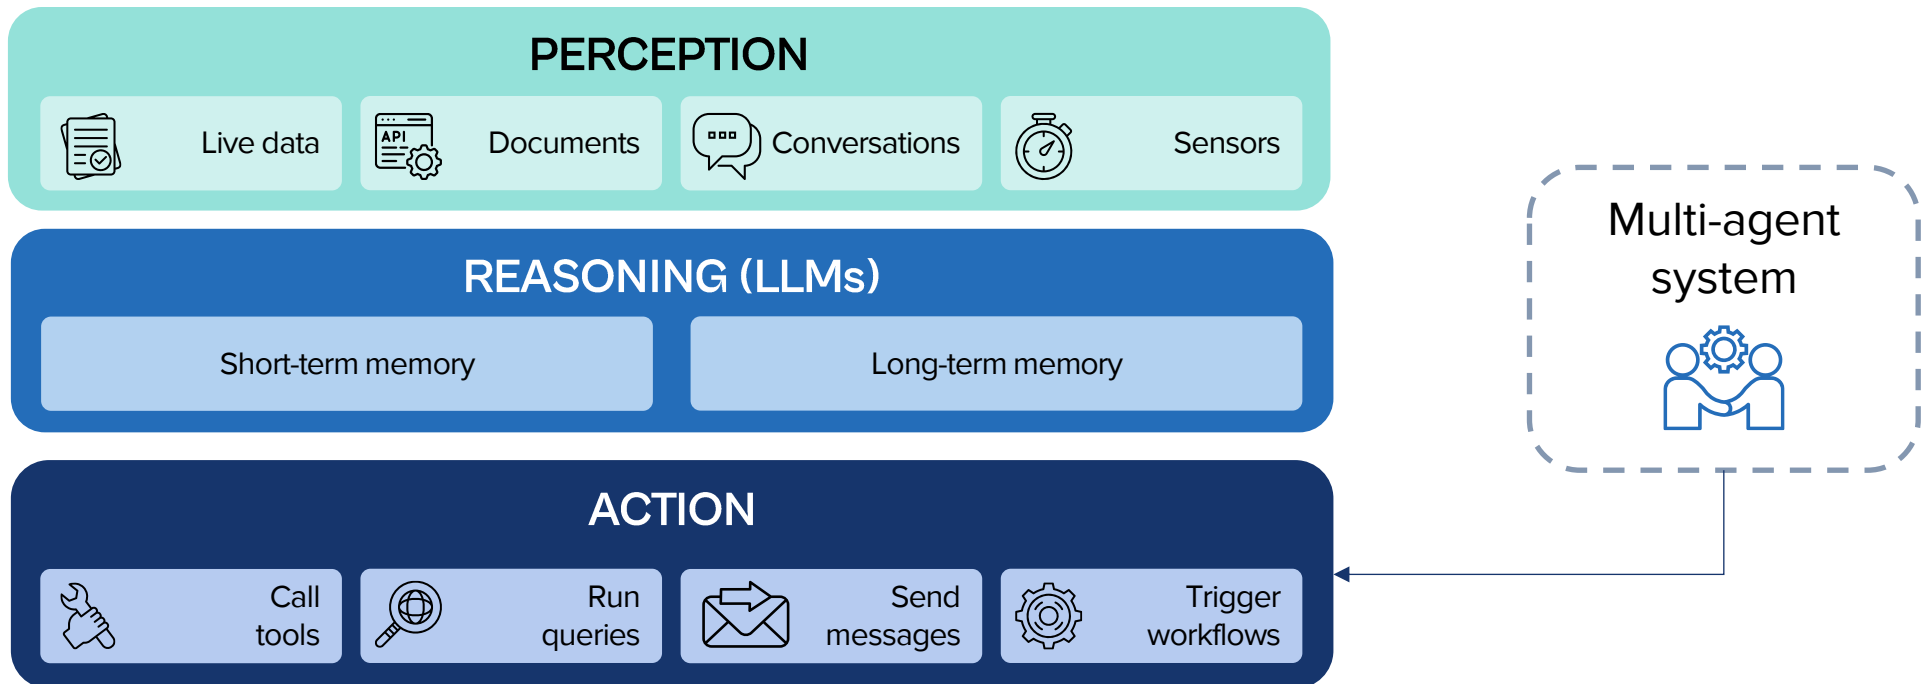 PERCEPTION
Live data
API
Documents
Conversations
Sensors
REASONING (LLMs)
Short-term memory
Long-term memory
ACTION
Call
tools
Run
queries
Send
messages
Trigger
workflows
Multi-agent
system